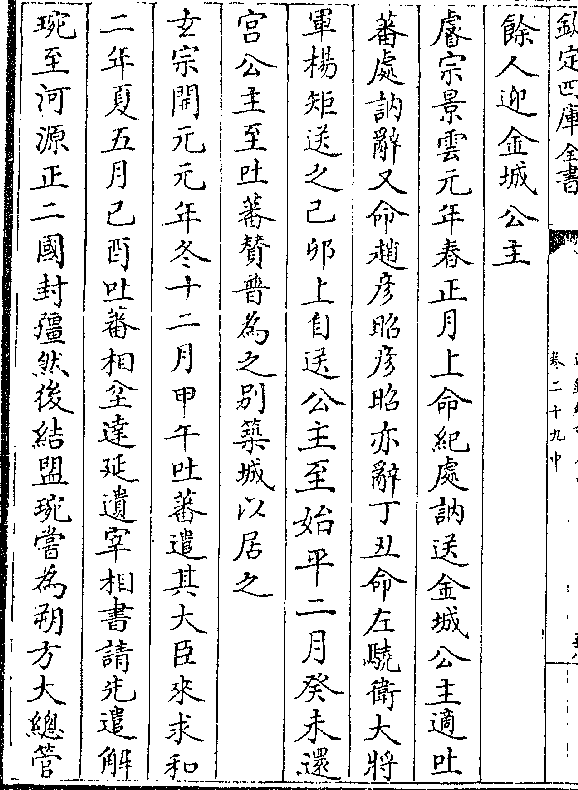 欽定四庫全書
卷二十九中
餘人迎金城公主
睿宗景雲元年春正月上命紀處訥送金城公主適吐
蕃處訥辭又命趙彦昭彦昭亦辭丁丑命左驍衛大將
軍楊矩送之己卯上自送公主至始平二月癸未還
宫公主至吐蕃贊普為之别築城以居之
玄宗開元元年冬十二月甲午吐蕃遣其大臣來求和
二年夏五月己酉吐蕃相坌達延遺宰相書請先遣解
琬至河源正二國封疆然後結盟琬嘗為朔方大總管